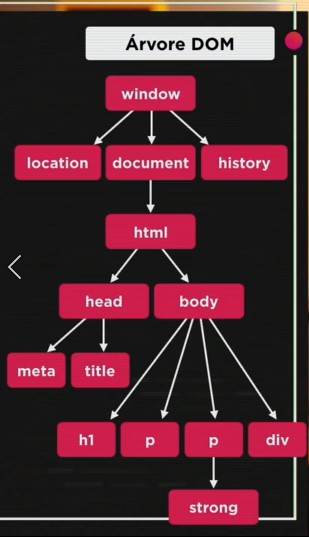 Árvore DOM
window
location document history
html
head body
meta title
h1 p p div
strong